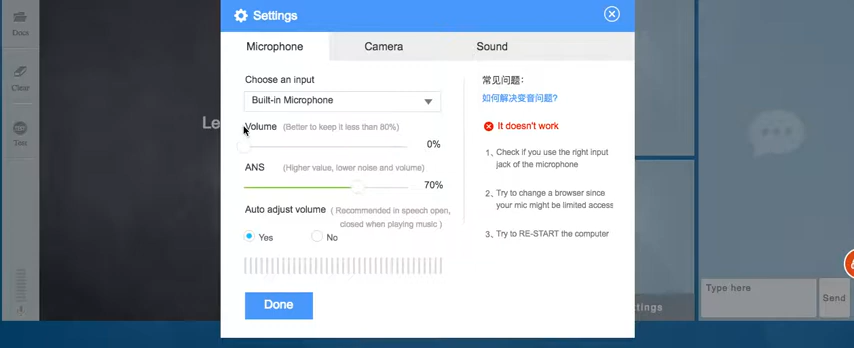 Settings
Microphone
Camera
Sound
Choose an input
Built-in Microphone
Volume (Better to keep it less than 80%)
0%
ANS (Higher value, lower noise and volume)
70%
Auto adjust volume ( Recommended in speech open,
closed when playing music )
Yes
No
Done
常见问题：
如何解决变音问题?
It doesn't work
1、Check if you use the right input
jack of the microphone
2、Try to change a browser since
your mic might be limited access
3、Try to RE-START the computer
Clear
Le
Type here
Send
ttings